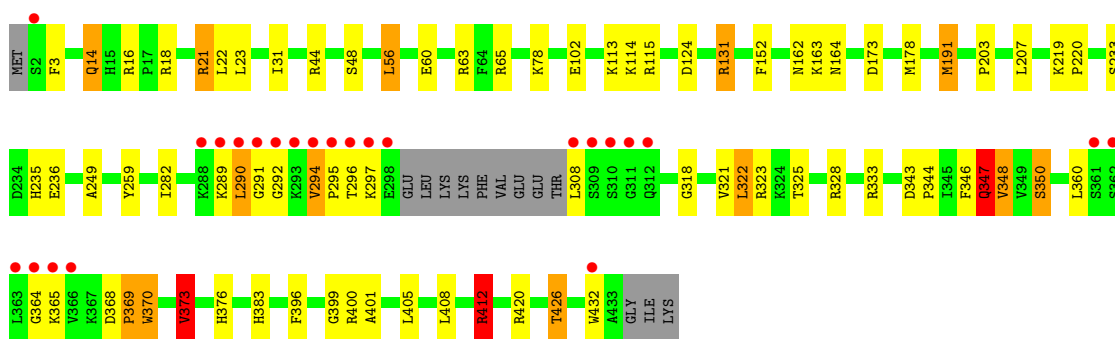 MET S2 F3 Q14 H15 R16 P17 R18 R21 L22 L23 I31 R44 S48 L56 E60 R63 F64 R65 K78 E102 K113 K114 R115 D124 R131 F152 N162 K163 N164 D173 M178 M191 P203 L207 K219 P220 S233
D234 H235 E236 A249 Y259 I282 K288 K289 L290 G291 G292 K293 V294 P295 T296 K297 E298 GLU LEU LYS LYS PHE VAL GLU GLU THR L308 S309 S310 G311 Q312 G318 V321 L322 R323 K324 T325 R328 R333 D343 P344 I345 F346 Q347 V348 V349 S350 L360 S361 S362
L363 G364 K365 V366 K367 D368 P369 W370 V373 H376 H383 F396 G399 R400 A401 L405 L408 R412 R420 T426 W432 A433 GLY ILE LYS